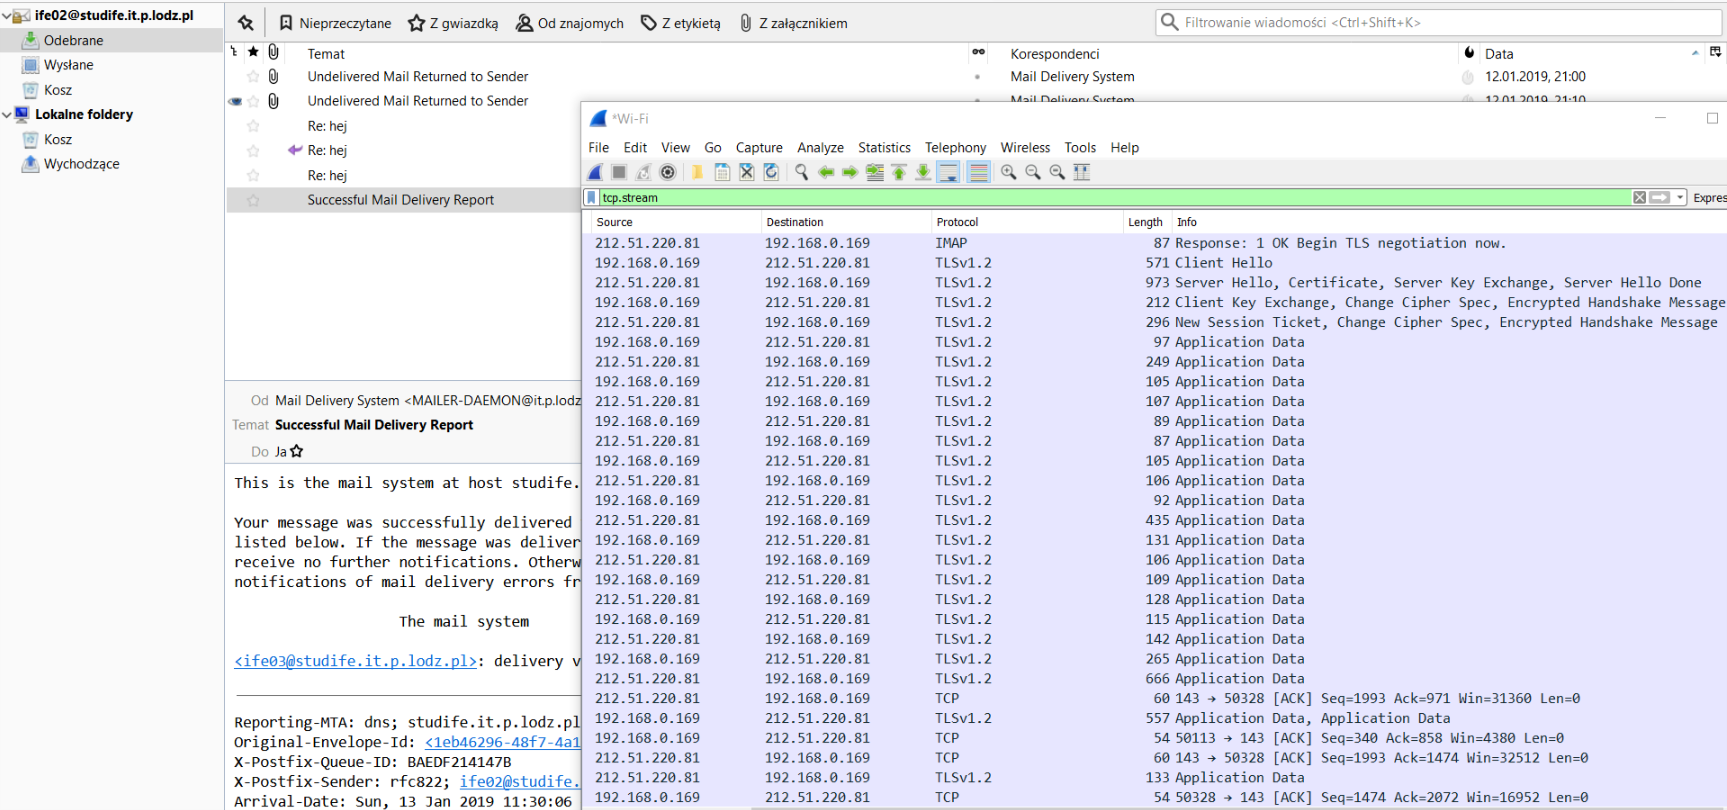 ife02@studife.it.p.lodz.pl
Odebrane
Wysłane
Kosz
Lokalne foldery
Kosz
Wychodzące
Nieprzeczytane Z gwiazdką Od znajomych Z etykietą Z załącznikiem
Filtrowanie wiadomości <Ctrl+Shift+K>
Temat Korespondenci Data
Undelivered Mail Returned to Sender Mail Delivery System 12.01.2019, 21:00
Undelivered Mail Returned to Sender Mail Delivery System 12.01.2019, 21:10
Re: hej
Re: hej
Re: hej
Successful Mail Delivery Report
Od Mail Delivery System <MAILER-DAEMON@it.p.lodz
Temat Successful Mail Delivery Report
Do Ja
This is the mail system at host studife.
Your message was successfully delivered
listed below. If the message was deliver
receive no further notifications. Otherw
notifications of mail delivery errors fr
The mail system
<ife03@studife.it.p.lodz.pl>: delivery v
Reporting-MTA: dns; studife.it.p.lodz.pl
Original-Envelope-Id: <1eb46296-48f7-4a1
X-Postfix-Queue-ID: BAEDF214147B
X-Postfix-Sender: rfc822; ife02@studife.
Arrival-Date: Sun, 13 Jan 2019 11:30:06
*Wi-Fi
File Edit View Go Capture Analyze Statistics Telephony Wireless Tools Help
tcp.stream Expres
Source Destination Protocol Length Info
212.51.220.81 192.168.0.169 IMAP 87 Response: 1 OK Begin TLS negotiation now.
192.168.0.169 212.51.220.81 TLSv1.2 571 Client Hello
212.51.220.81 192.168.0.169 TLSv1.2 973 Server Hello, Certificate, Server Key Exchange, Server Hello Done
192.168.0.169 212.51.220.81 TLSv1.2 212 Client Key Exchange, Change Cipher Spec, Encrypted Handshake Message
212.51.220.81 192.168.0.169 TLSv1.2 296 New Session Ticket, Change Cipher Spec, Encrypted Handshake Message
192.168.0.169 212.51.220.81 TLSv1.2 97 Application Data
212.51.220.81 192.168.0.169 TLSv1.2 249 Application Data
192.168.0.169 212.51.220.81 TLSv1.2 105 Application Data
212.51.220.81 192.168.0.169 TLSv1.2 107 Application Data
192.168.0.169 212.51.220.81 TLSv1.2 89 Application Data
212.51.220.81 192.168.0.169 TLSv1.2 87 Application Data
192.168.0.169 212.51.220.81 TLSv1.2 105 Application Data
212.51.220.81 192.168.0.169 TLSv1.2 106 Application Data
192.168.0.169 212.51.220.81 TLSv1.2 92 Application Data
212.51.220.81 192.168.0.169 TLSv1.2 435 Application Data
192.168.0.169 212.51.220.81 TLSv1.2 131 Application Data
212.51.220.81 192.168.0.169 TLSv1.2 106 Application Data
192.168.0.169 212.51.220.81 TLSv1.2 109 Application Data
212.51.220.81 192.168.0.169 TLSv1.2 128 Application Data
192.168.0.169 212.51.220.81 TLSv1.2 115 Application Data
212.51.220.81 192.168.0.169 TLSv1.2 142 Application Data
192.168.0.169 212.51.220.81 TLSv1.2 265 Application Data
192.168.0.169 212.51.220.81 TLSv1.2 666 Application Data
212.51.220.81 192.168.0.169 TCP 60 143 → 50328 [ACK] Seq=1993 Ack=971 Win=31360 Len=0
192.168.0.169 212.51.220.81 TLSv1.2 557 Application Data, Application Data
192.168.0.169 212.51.220.81 TCP 54 50113 → 143 [ACK] Seq=340 Ack=858 Win=4380 Len=0
212.51.220.81 192.168.0.169 TCP 60 143 → 50328 [ACK] Seq=1993 Ack=1474 Win=32512 Len=0
212.51.220.81 192.168.0.169 TLSv1.2 133 Application Data
192.168.0.169 212.51.220.81 TCP 54 50328 → 143 [ACK] Seq=1474 Ack=2072 Win=16952 Len=0